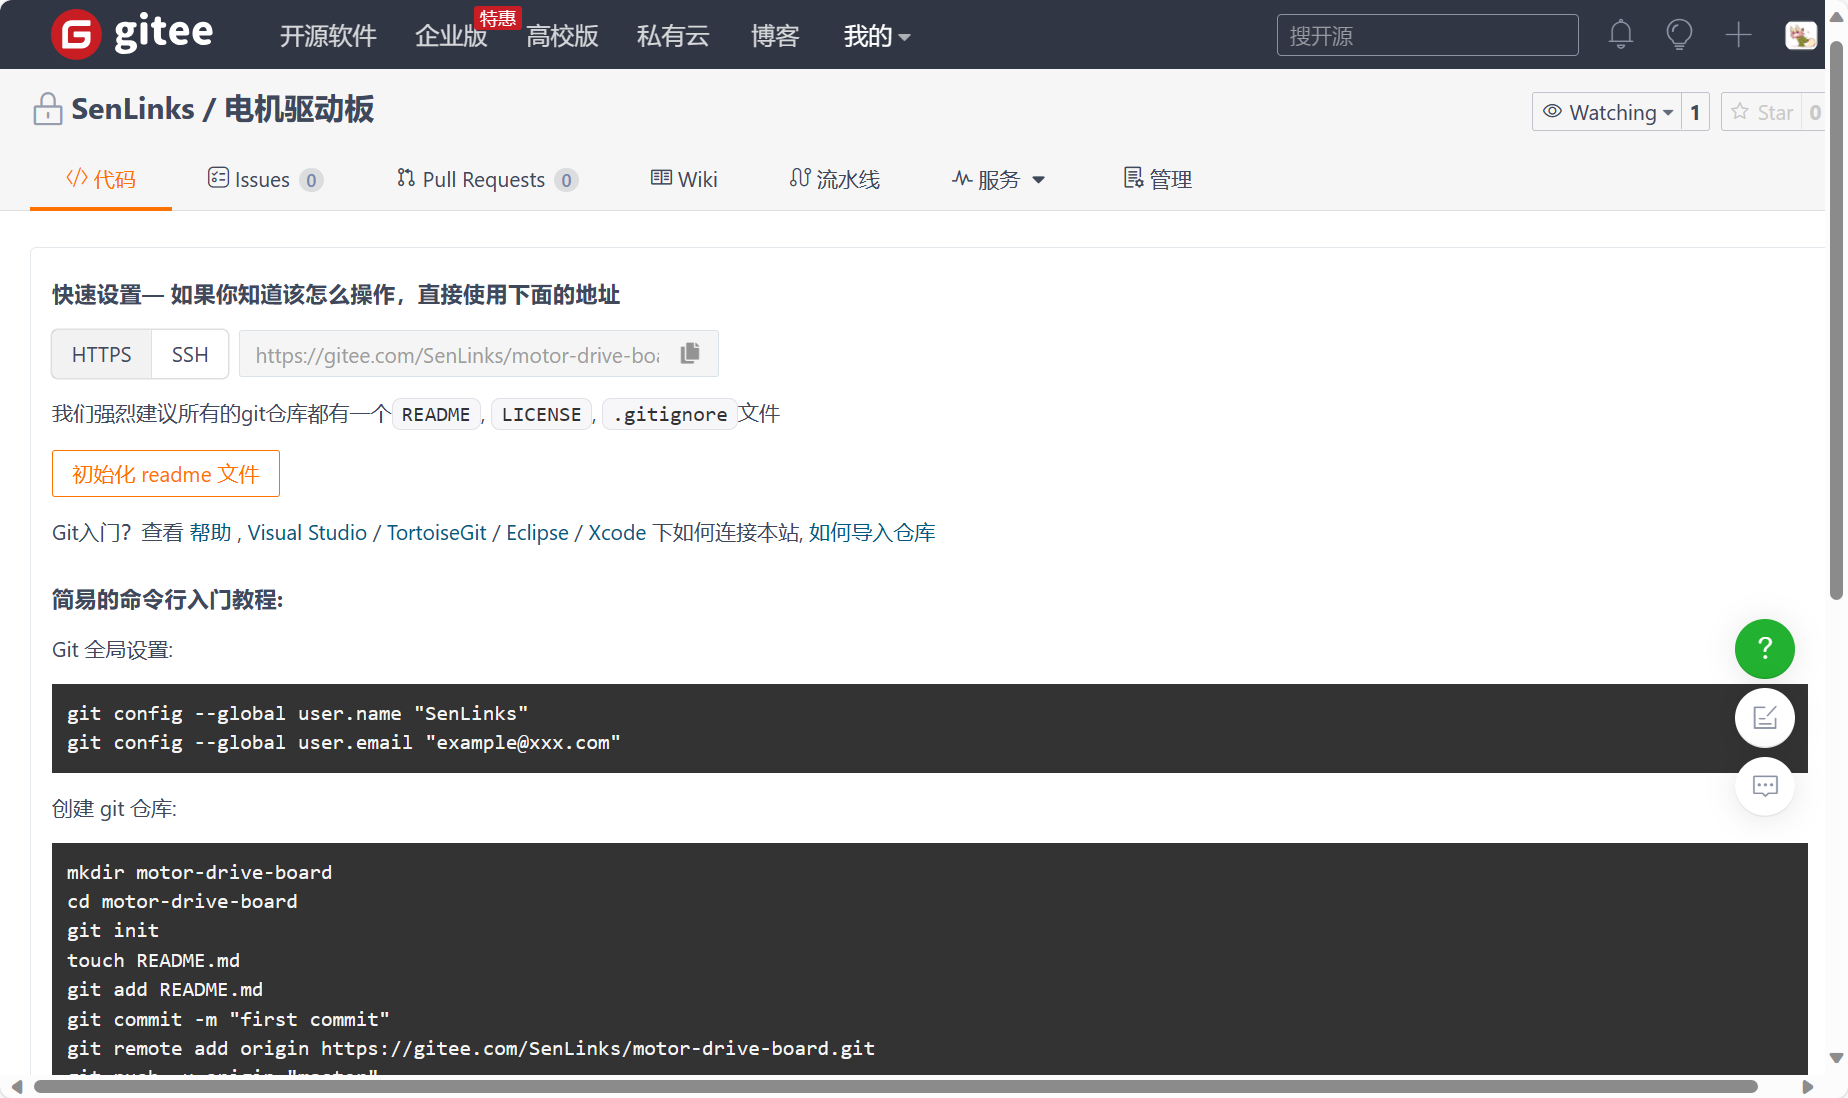 gitee
开源软件 企业版 特惠 高校版 私有云 博客 我的 搜开源
SenLinks / 电机驱动板
Watching 1 Star 0
代码 Issues 0 Pull Requests 0 Wiki 流水线 服务 管理
快速设置— 如果你知道该怎么操作，直接使用下面的地址
HTTPS SSH https://gitee.com/SenLinks/motor-drive-boa
我们强烈建议所有的git仓库都有一个 README, LICENSE, .gitignore 文件
初始化 readme 文件
Git入门？查看 帮助 , Visual Studio / TortoiseGit / Eclipse / Xcode 下如何连接本站, 如何导入仓库
简易的命令行入门教程:
Git 全局设置:
git config --global user.name "SenLinks"
git config --global user.email "example@xxx.com"
创建 git 仓库:
mkdir motor-drive-board
cd motor-drive-board
git init
touch README.md
git add README.md
git commit -m "first commit"
git remote add origin https://gitee.com/SenLinks/motor-drive-board.git
git push -u origin "master"